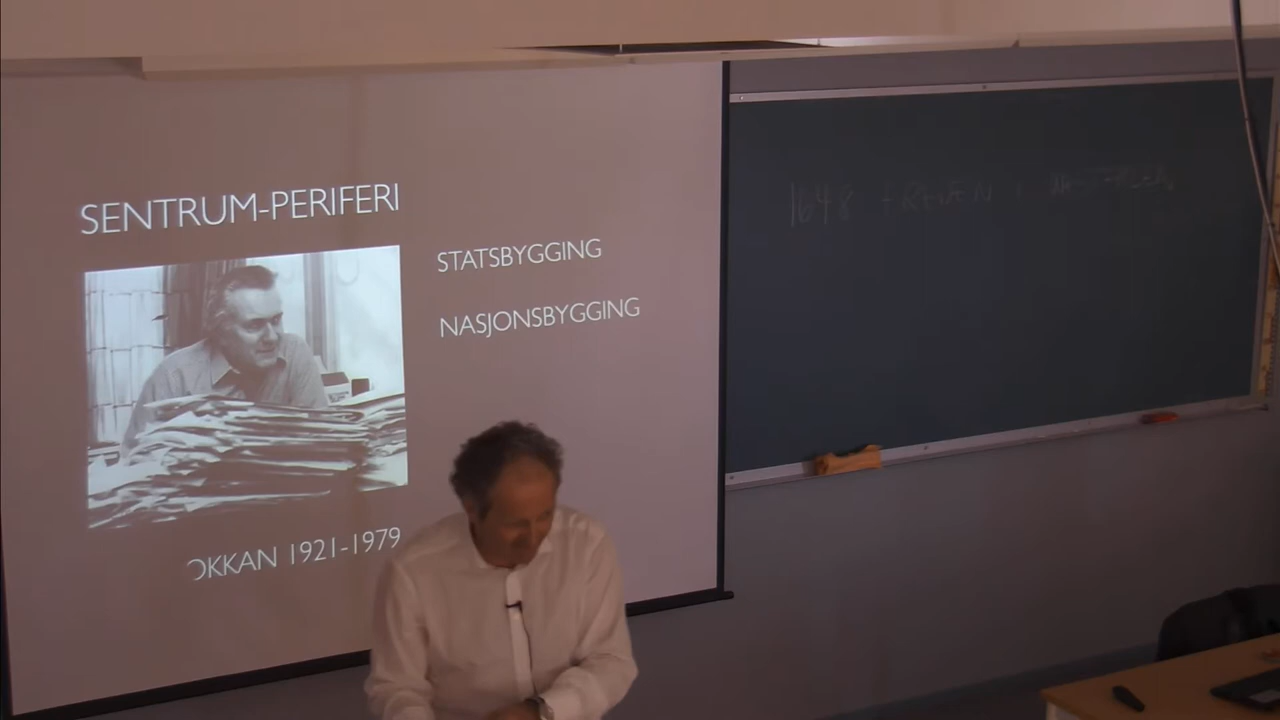 SENTRUM-PERIFERI
STATSBYGGING
NASJONSBYGGING
OKKAN 1921-1979
1648